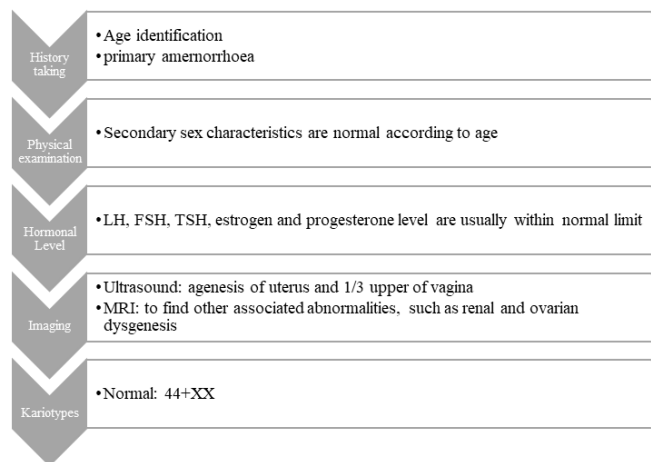 History
taking
•Age identification
•primary amernorrhoea
Physical
examination
•Secondary sex characteristics are normal according to age
Hormonal
Level
•LH, FSH, TSH, estrogen and progesterone level are usually within normal limit
Imaging
•Ultrasound: agenesis of uterus and 1/3 upper of vagina
•MRI: to find other associated abnormalities, such as renal and ovarian
dysgenesis
Kariotypes
•Normal: 44+XX